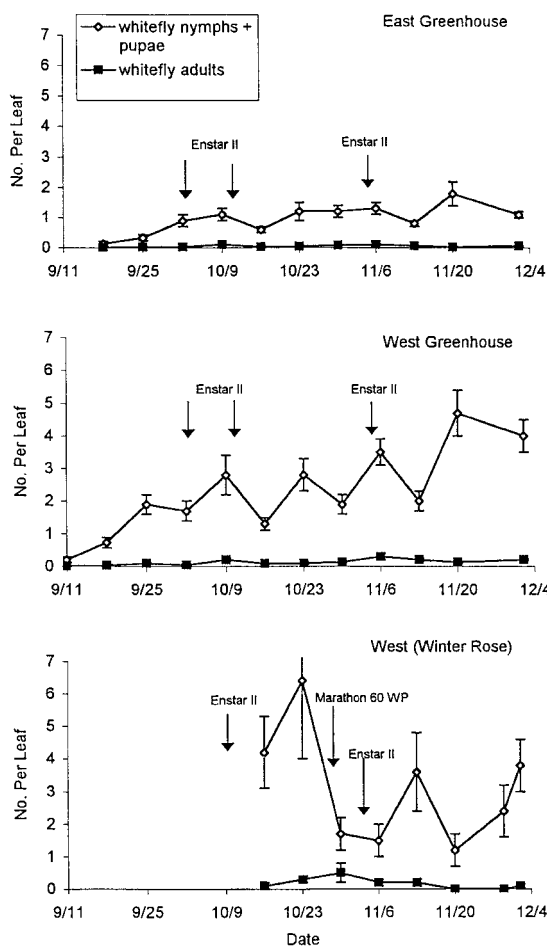 East Greenhouse
whitefly nymphs +
pupae
whitefly adults
7
6
5
4
3
2
1
0
No. Per Leaf
Enstar II
Enstar II
9/11
9/25
10/9
10/23
11/6
11/20
12/4
West Greenhouse
7
6
5
4
3
2
1
0
No. Per Leaf
Enstar II
Enstar II
9/11
9/25
10/9
10/23
11/6
11/20
12/4
West (Winter Rose)
7
6
5
4
3
2
1
0
No. Per Leaf
Enstar II
Marathon 60 WP
Enstar II
9/11
9/25
10/9
10/23
11/6
11/20
12/4
Date